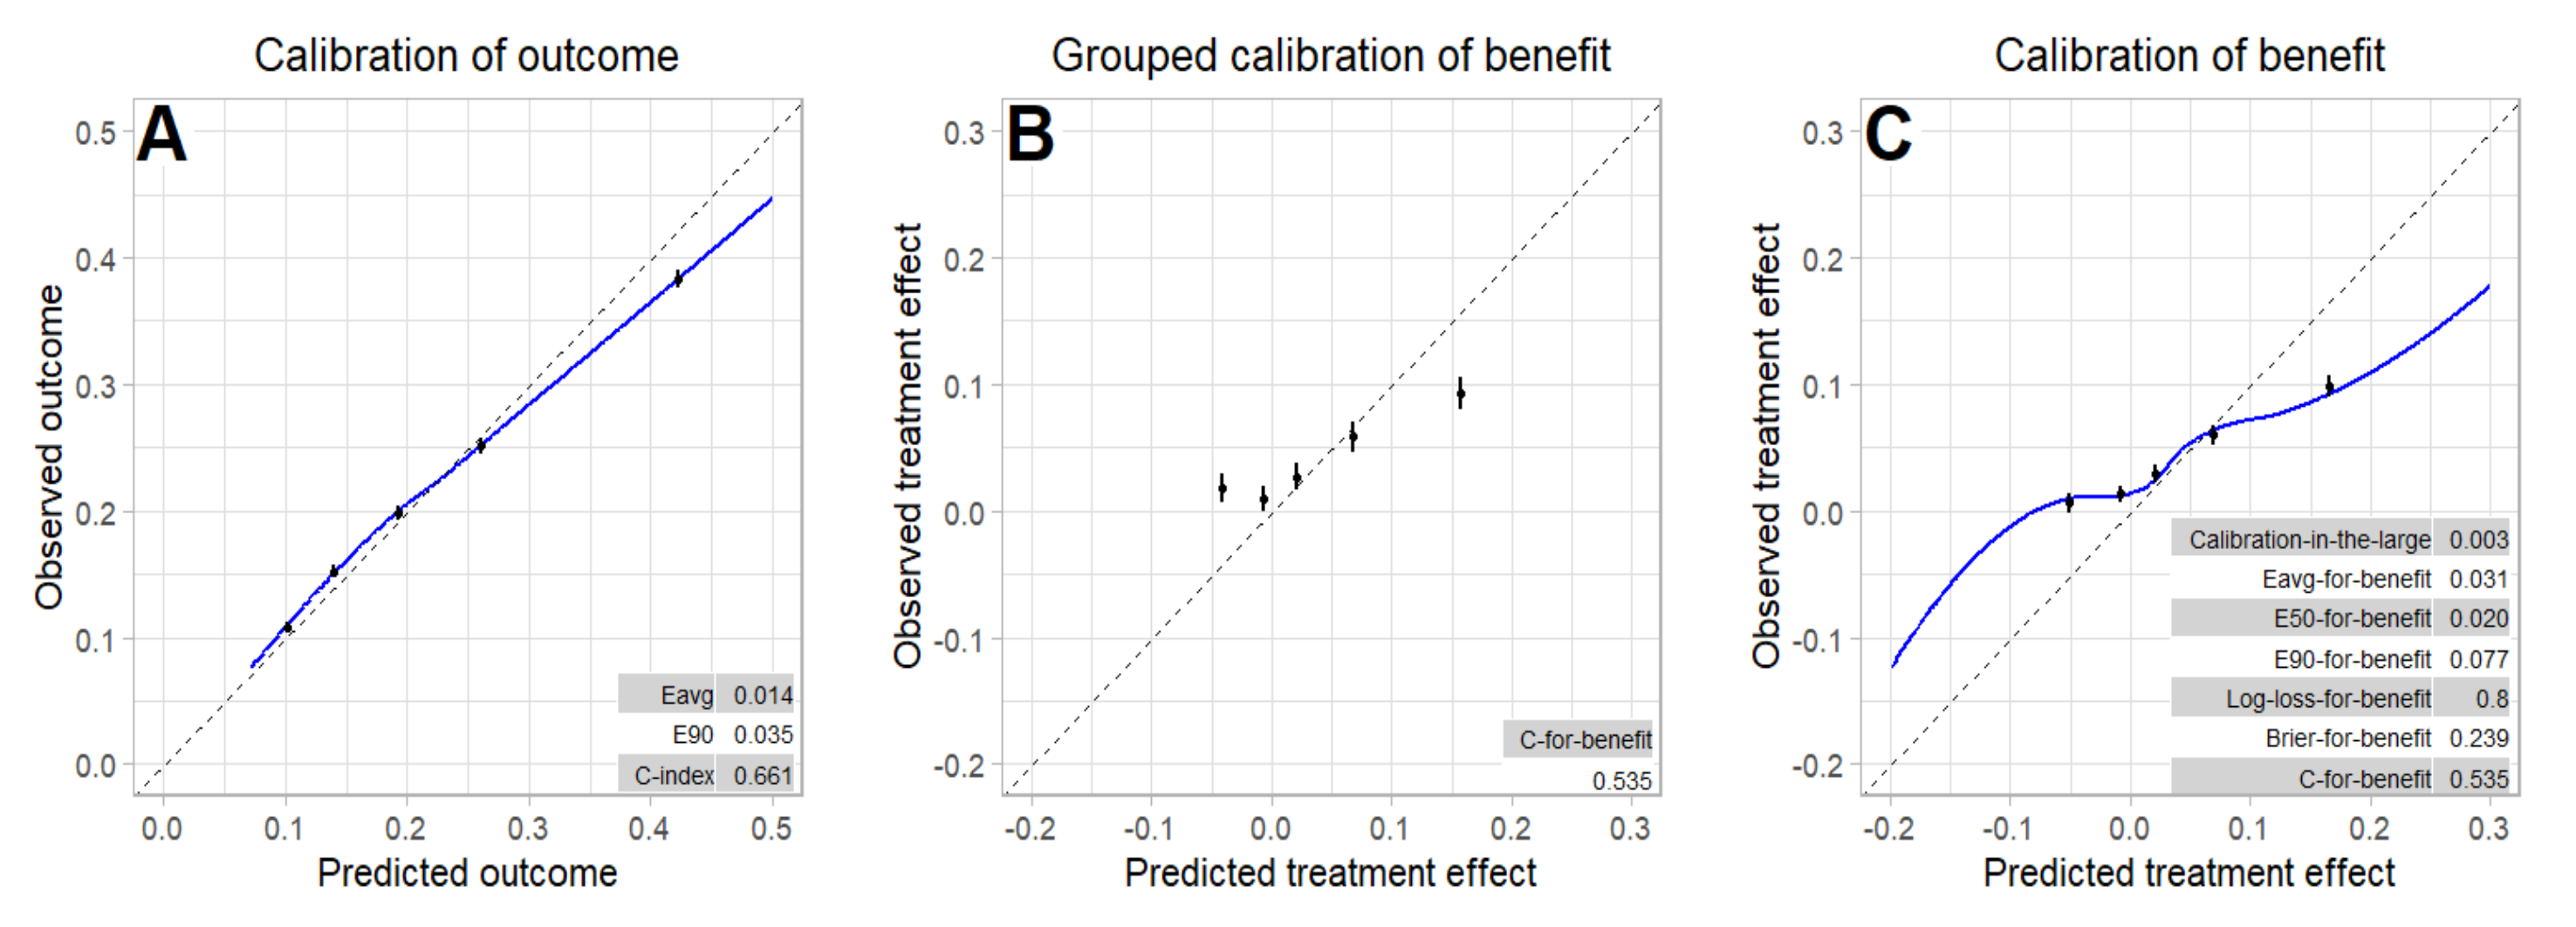 Calibration of outcome
A
Observed outcome
0.5
0.4
0.3
0.2
0.1
0.0
Eavg 0.014
E90 0.035
C-index 0.661
0.0 0.1 0.2 0.3 0.4 0.5
Predicted outcome
Grouped calibration of benefit
B
Observed treatment effect
0.3
0.2
0.1
0.0
-0.1
-0.2
C-for-benefit
0.535
-0.2 -0.1 0.0 0.1 0.2 0.3
Predicted treatment effect
Calibration of benefit
C
Observed treatment effect
0.3
0.2
0.1
0.0
-0.1
-0.2
Calibration-in-the-large 0.003
Eavg-for-benefit 0.031
E50-for-benefit 0.020
E90-for-benefit 0.077
Log-loss-for-benefit 0.8
Brier-for-benefit 0.239
C-for-benefit 0.535
-0.2 -0.1 0.0 0.1 0.2 0.3
Predicted treatment effect